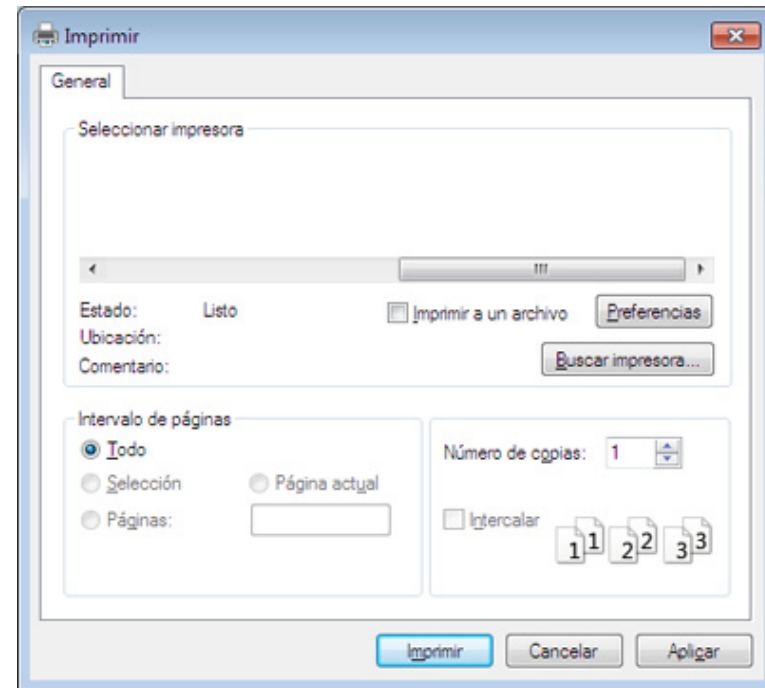 Imprimir
General
Seleccionar impresora
Estado: Listo
Imprimir a un archivo
Preferencias
Ubicación:
Comentario:
Buscar impresora...
Intervalo de páginas
Todo
Selección
Página actual
Páginas:
Número de copias: 1
Intercalar
1 1 2 2 3 3
Imprimir
Cancelar
Aplicar